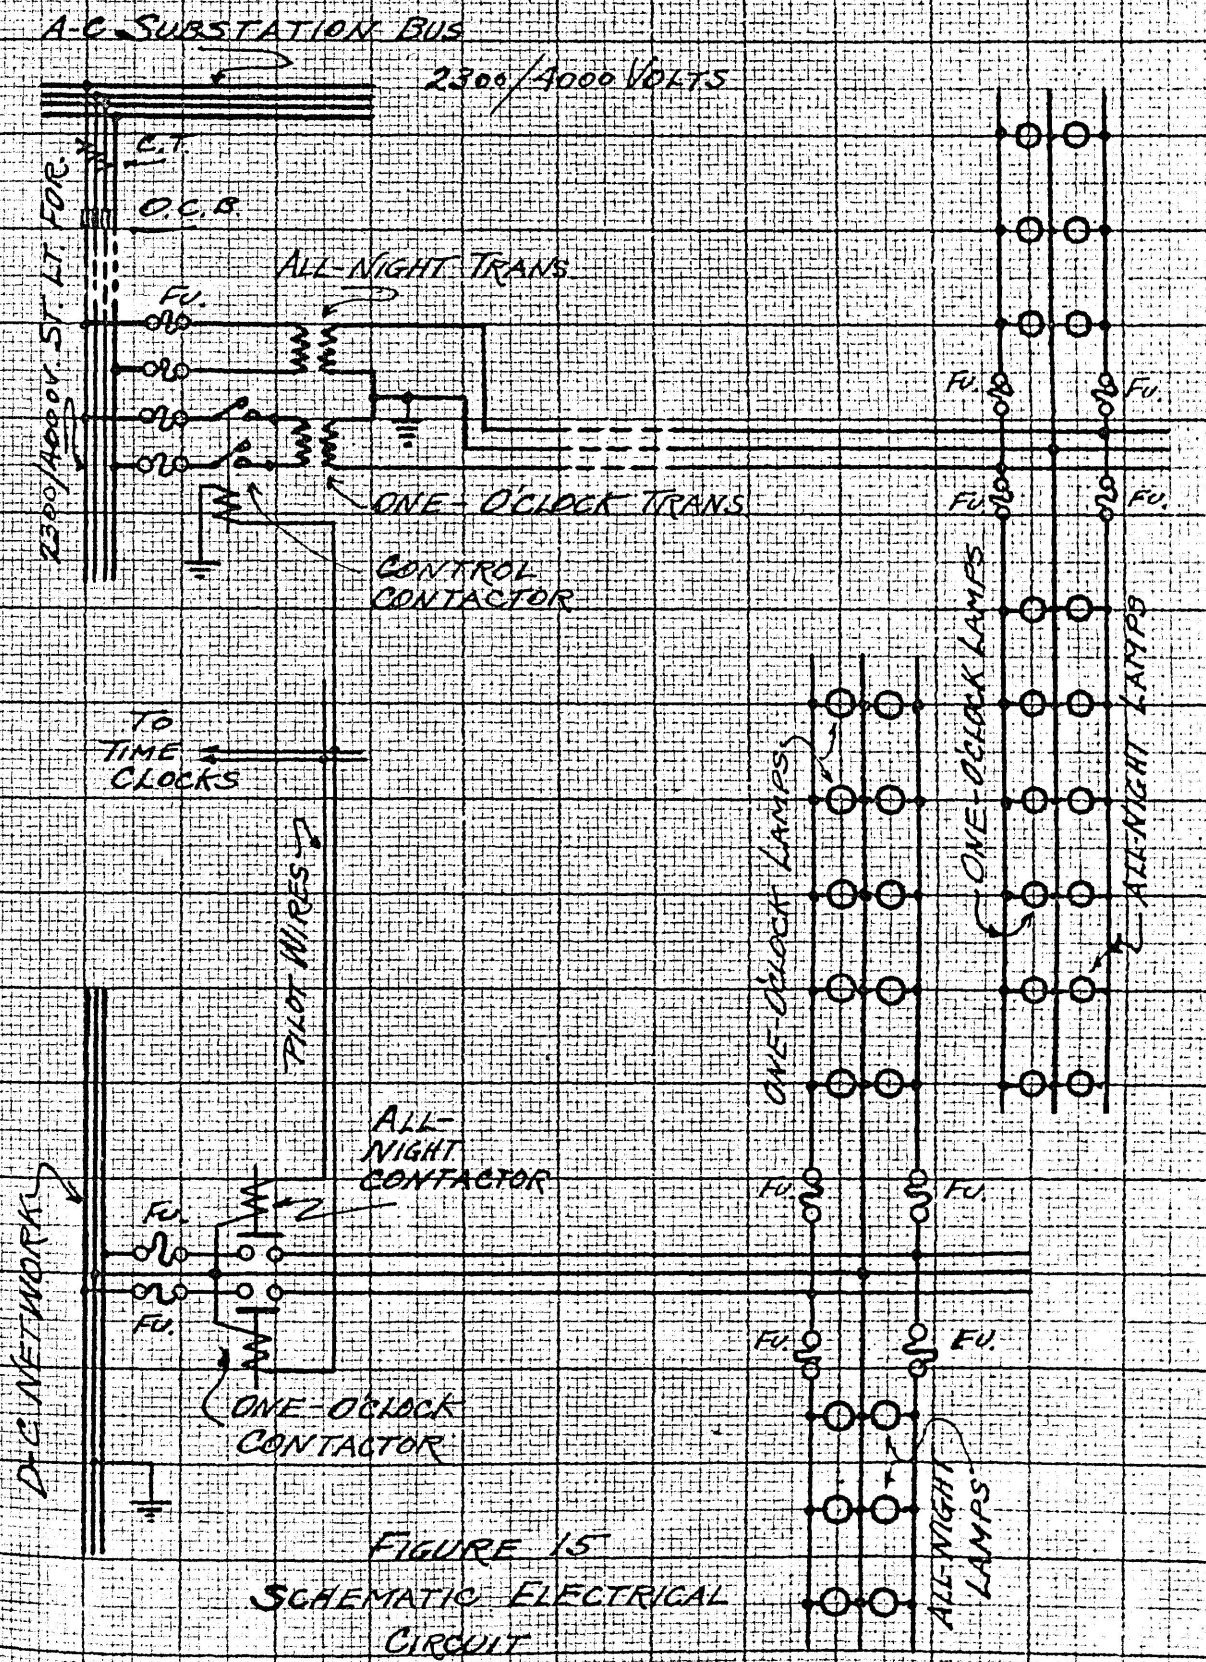 A-C SUBSTATION BUS
2300/4000 VOLTS
C.T.
O.C.B.
2300/4000V. ST. LT. FDR.
ALL-NIGHT TRANS.
FU.
FU.
FU.
ONE-O'CLOCK TRANS.
FU.
FU.
CONTROL
CONTACTOR
ONE-O'CLOCK LAMPS
ALL-NIGHT LAMPS
TO
TIME
CLOCKS
ONE-O'CLOCK LAMPS
PILOT WIRES
ALL-
NIGHT
CONTACTOR
FU.
FU.
D-C NETWORK
FU.
FU.
FU.
FU.
ONE-O'CLOCK
CONTACTOR
ALL-NIGHT
LAMPS
FIGURE 15
SCHEMATIC ELECTRICAL
CIRCUIT